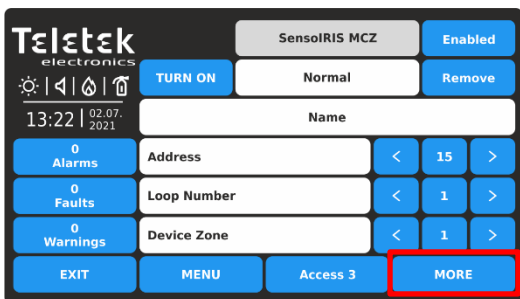 Teletek
electronics
SensoIRIS MCZ
Enabled
TURN ON
Normal
Remove
13:22
02.07.
2021
Name
0
Alarms
Address
<
15
>
0
Faults
Loop Number
<
1
>
0
Warnings
Device Zone
<
1
>
EXIT
MENU
Access 3
MORE